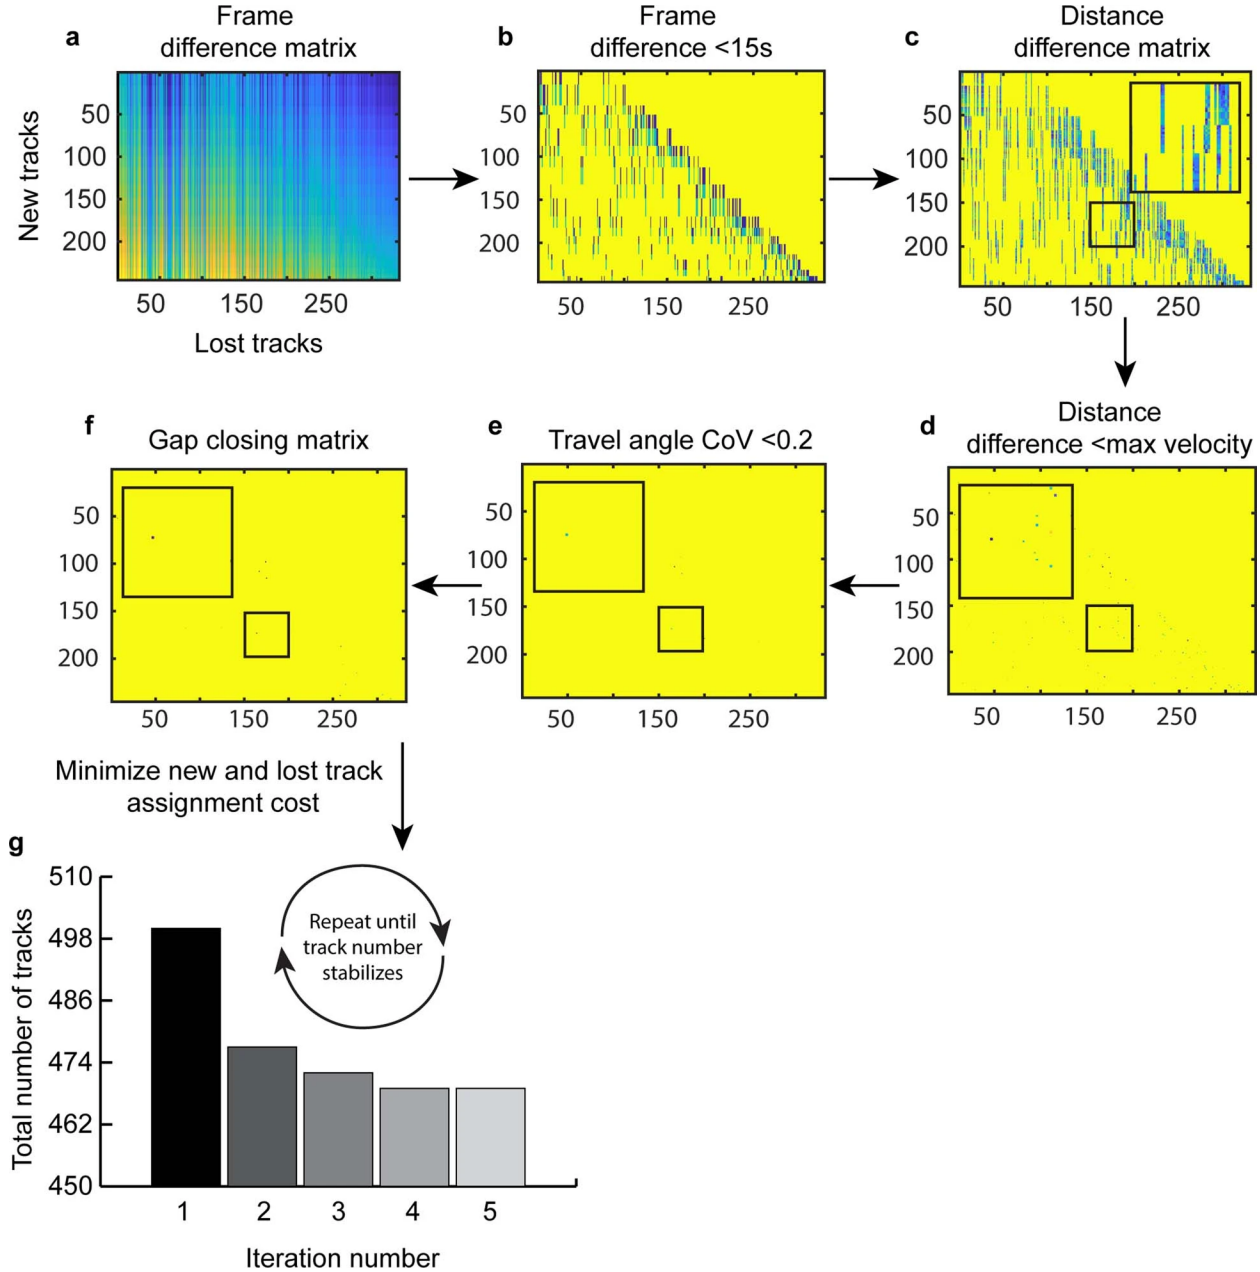 a
Frame
difference matrix
New tracks
50
100
150
200
50 150 250
Lost tracks
b
Frame
difference <15s
50
100
150
200
50 150 250
c
Distance
difference matrix
50
100
150
200
50 150 250
d
Distance
difference <max velocity
50
100
150
200
50 150 250
e
Travel angle CoV <0.2
50
100
150
200
50 150 250
f
Gap closing matrix
50
100
150
200
50 150 250
Minimize new and lost track
assignment cost
g
Total number of tracks
510
498
486
474
462
450
Repeat until
track number
stabilizes
1 2 3 4 5
Iteration number